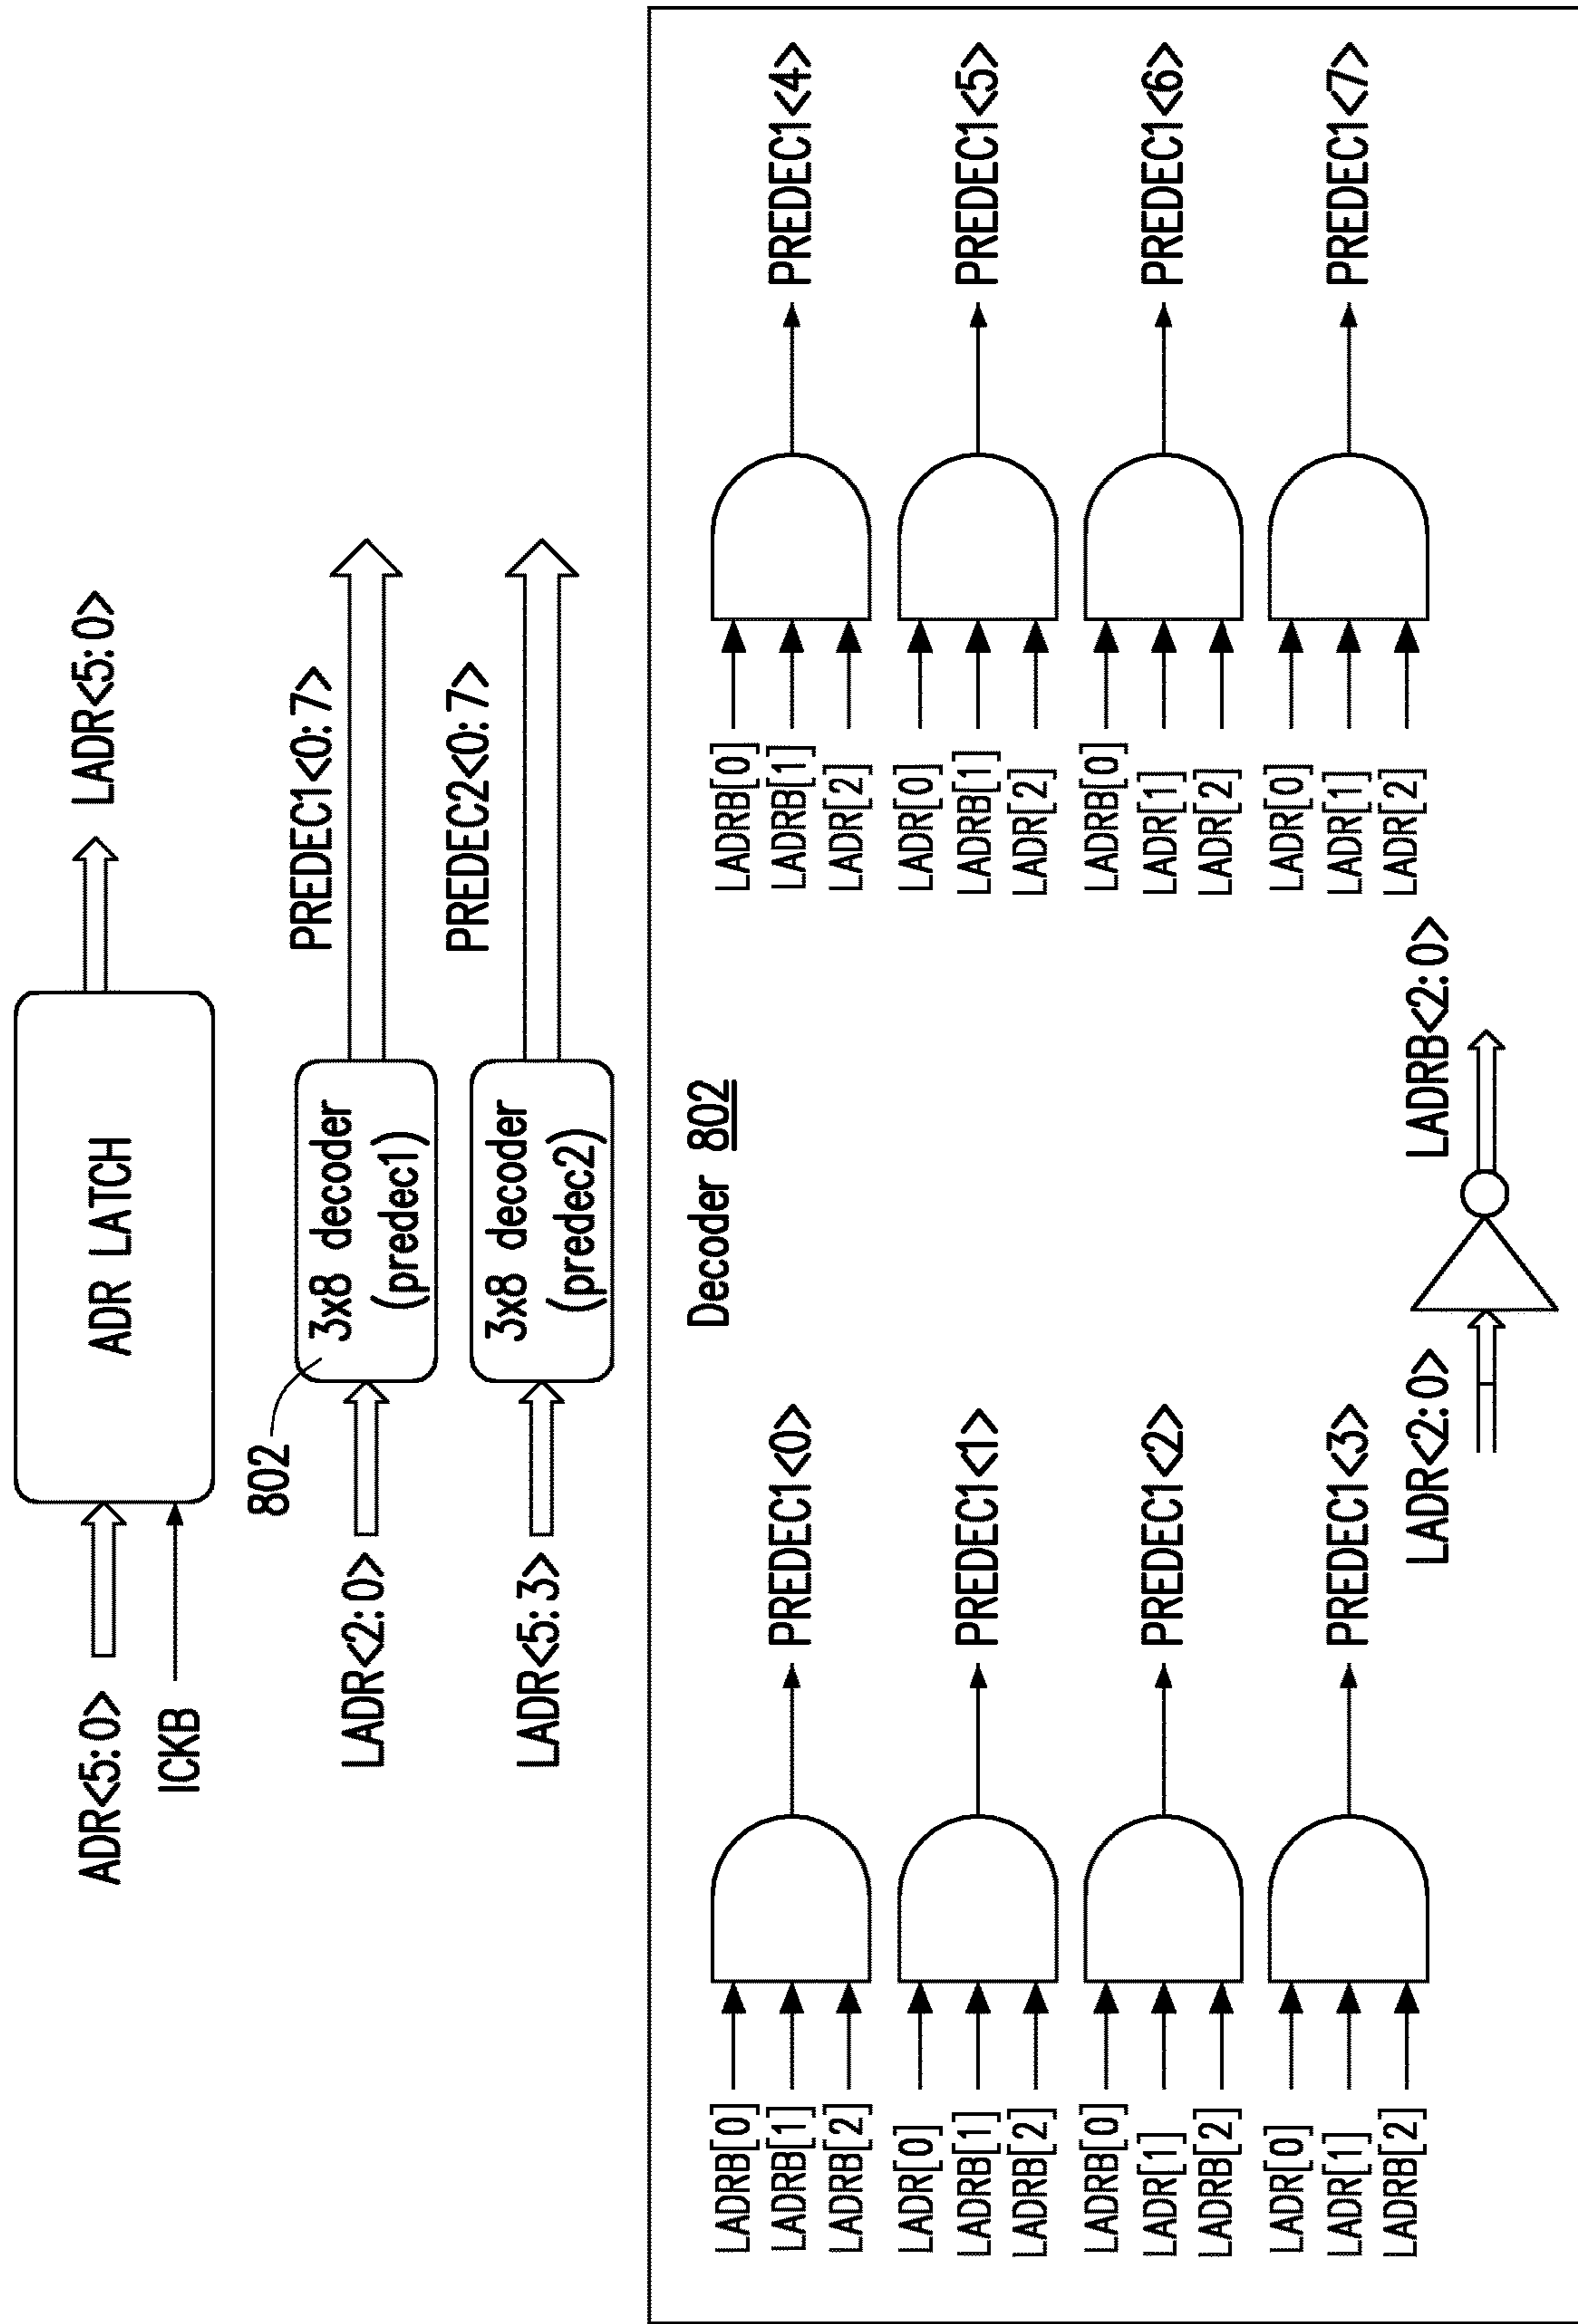 ADR<5:0>
ICKB
ADR LATCH
LADR<5:0>
802
LADR<2:0>
3x8 decoder
(predec1)
PREDEC1<0:7>
LADR<5:3>
3x8 decoder
(predec2)
PREDEC2<0:7>
Decoder 802
LADRB[0]
LADRB[1]
LADRB[2]
PREDEC1<0>
LADR[0]
LADRB[1]
LADRB[2]
PREDEC1<1>
LADRB[0]
LADR[1]
LADRB[2]
PREDEC1<2>
LADR[0]
LADR[1]
LADRB[2]
PREDEC1<3>
LADRB[0]
LADRB[1]
LADR[2]
PREDEC1<4>
LADR[0]
LADRB[1]
LADR[2]
PREDEC1<5>
LADRB[0]
LADR[1]
LADR[2]
PREDEC1<6>
LADR[0]
LADR[1]
LADR[2]
PREDEC1<7>
LADR<2:0>
LADRB<2:0>